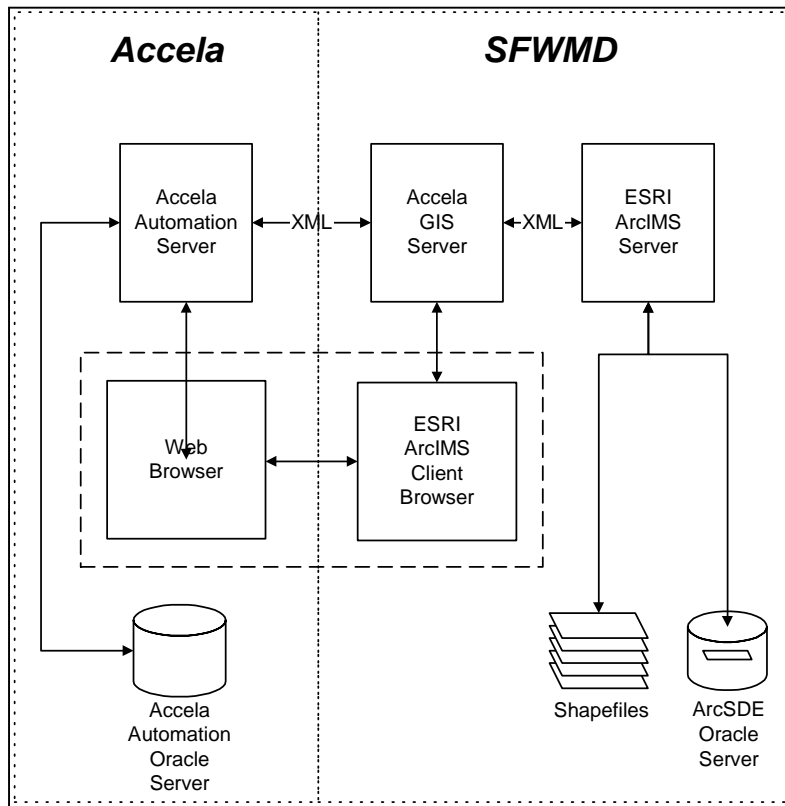 Accela
SFWMD
Accela
Automation
Server
XML
Accela
GIS
Server
XML
ESRI
ArcIMS
Server
Web
Browser
ESRI
ArcIMS
Client
Browser
Accela
Automation
Oracle
Server
Shapefiles
ArcSDE
Oracle
Server